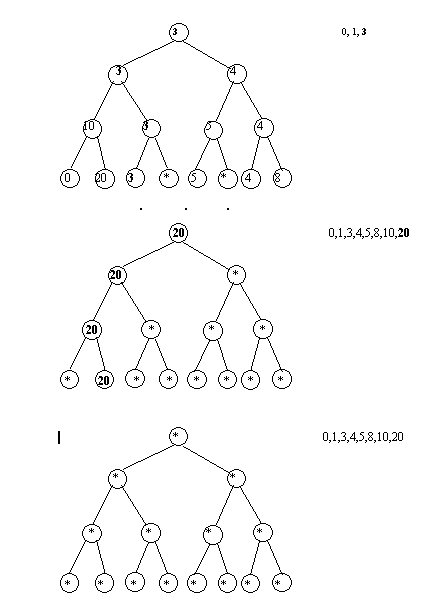 3 0, 1, 3
3 4
10 3 5 4
0 20 3 * 5 * 4 8
. . .
20 0,1,3,4,5,8,10,20
20 *
20 * * *
* 20 * * * * * *
* 0,1,3,4,5,8,10,20
* *
* * * *
* * * * * * * *